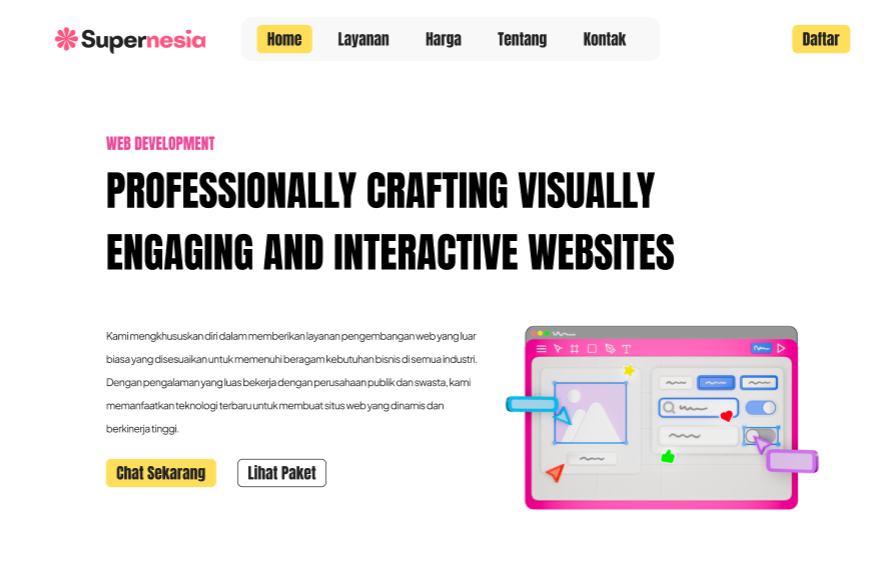 Supernesia
Home Layanan Harga Tentang Kontak
Daftar
WEB DEVELOPMENT
PROFESSIONALLY CRAFTING VISUALLY
ENGAGING AND INTERACTIVE WEBSITES
Kami mengkhususkan diri dalam memberikan layanan pengembangan web yang luar
biasa yang disesuaikan untuk memenuhi beragam kebutuhan bisnis di semua industri.
Dengan pengalaman yang luas bekerja dengan perusahaan publik dan swasta, kami
memanfaatkan teknologi terbaru untuk membuat situs web yang dinamis dan
berkinerja tinggi.
Chat Sekarang
Lihat Paket